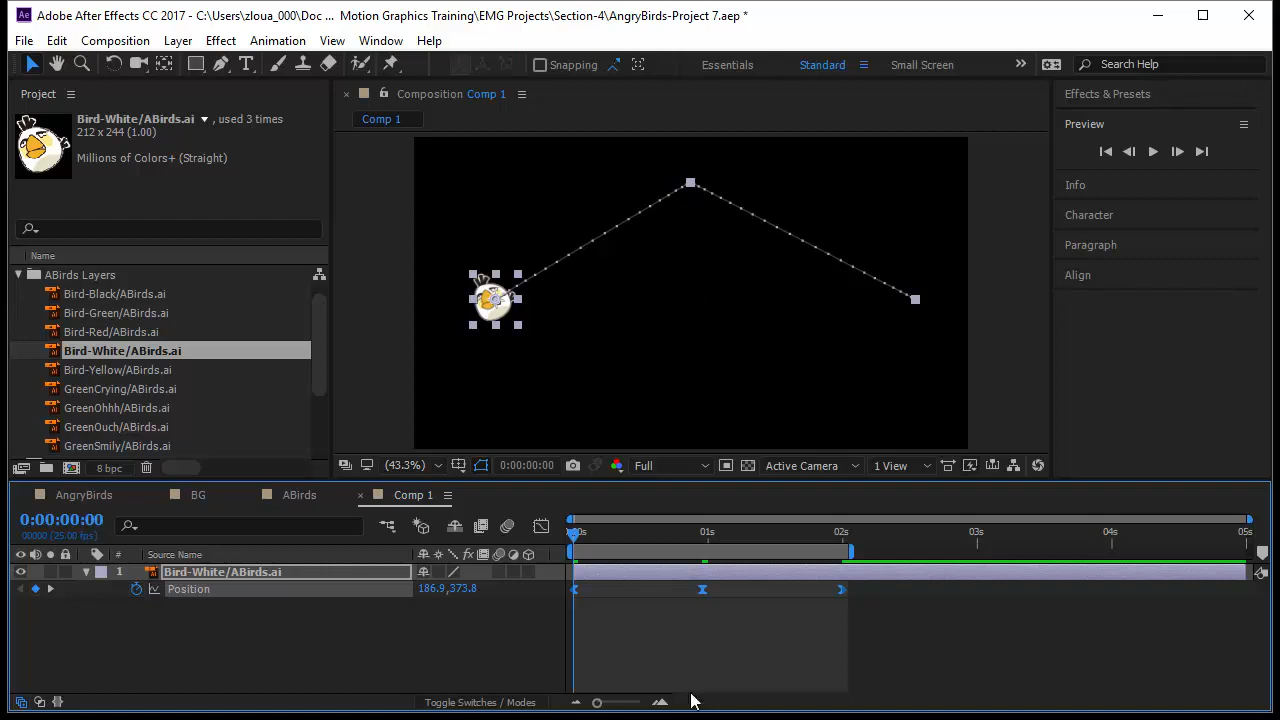 Adobe After Effects CC 2017 - C:\Users\zloua_000\Doc ... Motion Graphics Training\EMG Projects\Section-4\AngryBirds-Project 7.aep *
File Edit Composition Layer Effect Animation View Window Help
Snapping Essentials Standard Small Screen Search Help
Project
Bird-White/ABirds.ai , used 3 times
212 x 244 (1.00)
Millions of Colors+ (Straight)
Name
ABirds Layers
Bird-Black/ABirds.ai
Bird-Green/ABirds.ai
Bird-Red/ABirds.ai
Bird-White/ABirds.ai
Bird-Yellow/ABirds.ai
GreenCrying/ABirds.ai
GreenOhhh/ABirds.ai
GreenOuch/ABirds.ai
GreenSmily/ABirds.ai
8 bpc
Composition Comp 1
Comp 1
(43.3%) 0:00:00:00 Full Active Camera 1 View
Effects & Presets
Preview
Info
Character
Paragraph
Align
AngryBirds BG ABirds Comp 1
0:00:00:00
00000 (25.00 fps)
# Source Name
1 Bird-White/ABirds.ai
Position 186.9,373.8
01s 02s 03s 04s 05s
Toggle Switches / Modes